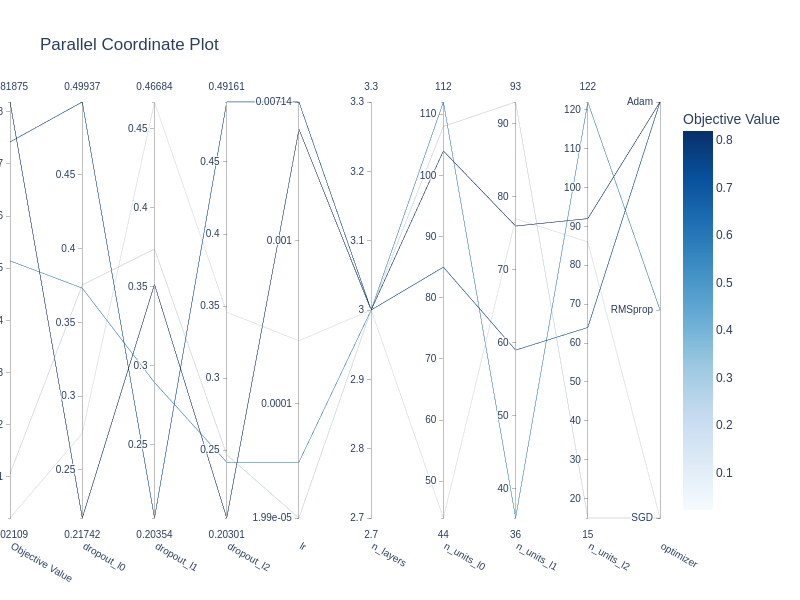 Parallel Coordinate Plot
81875 0.49937 0.46684 0.49161 3.3 112 93 122
0.45 0.4 0.35 0.3 0.25
0.45 0.4 0.35 0.3 0.25
0.45 0.4 0.35 0.3 0.25
0.00714 0.001 0.0001 1.99e-05
3.3 3.2 3.1 3 2.9 2.8 2.7
110 100 90 80 70 60 50
90 80 70 60 50 40
120 110 100 90 80 70 60 50 40 30 20
Adam RMSprop SGD
02109 0.21742 0.20354 0.20301 2.7 44 36 15
Objective Value dropout_l0 dropout_l1 dropout_l2 lr n_layers n_units_l0 n_units_l1 n_units_l2 optimizer
Objective Value
0.8
0.7
0.6
0.5
0.4
0.3
0.2
0.1